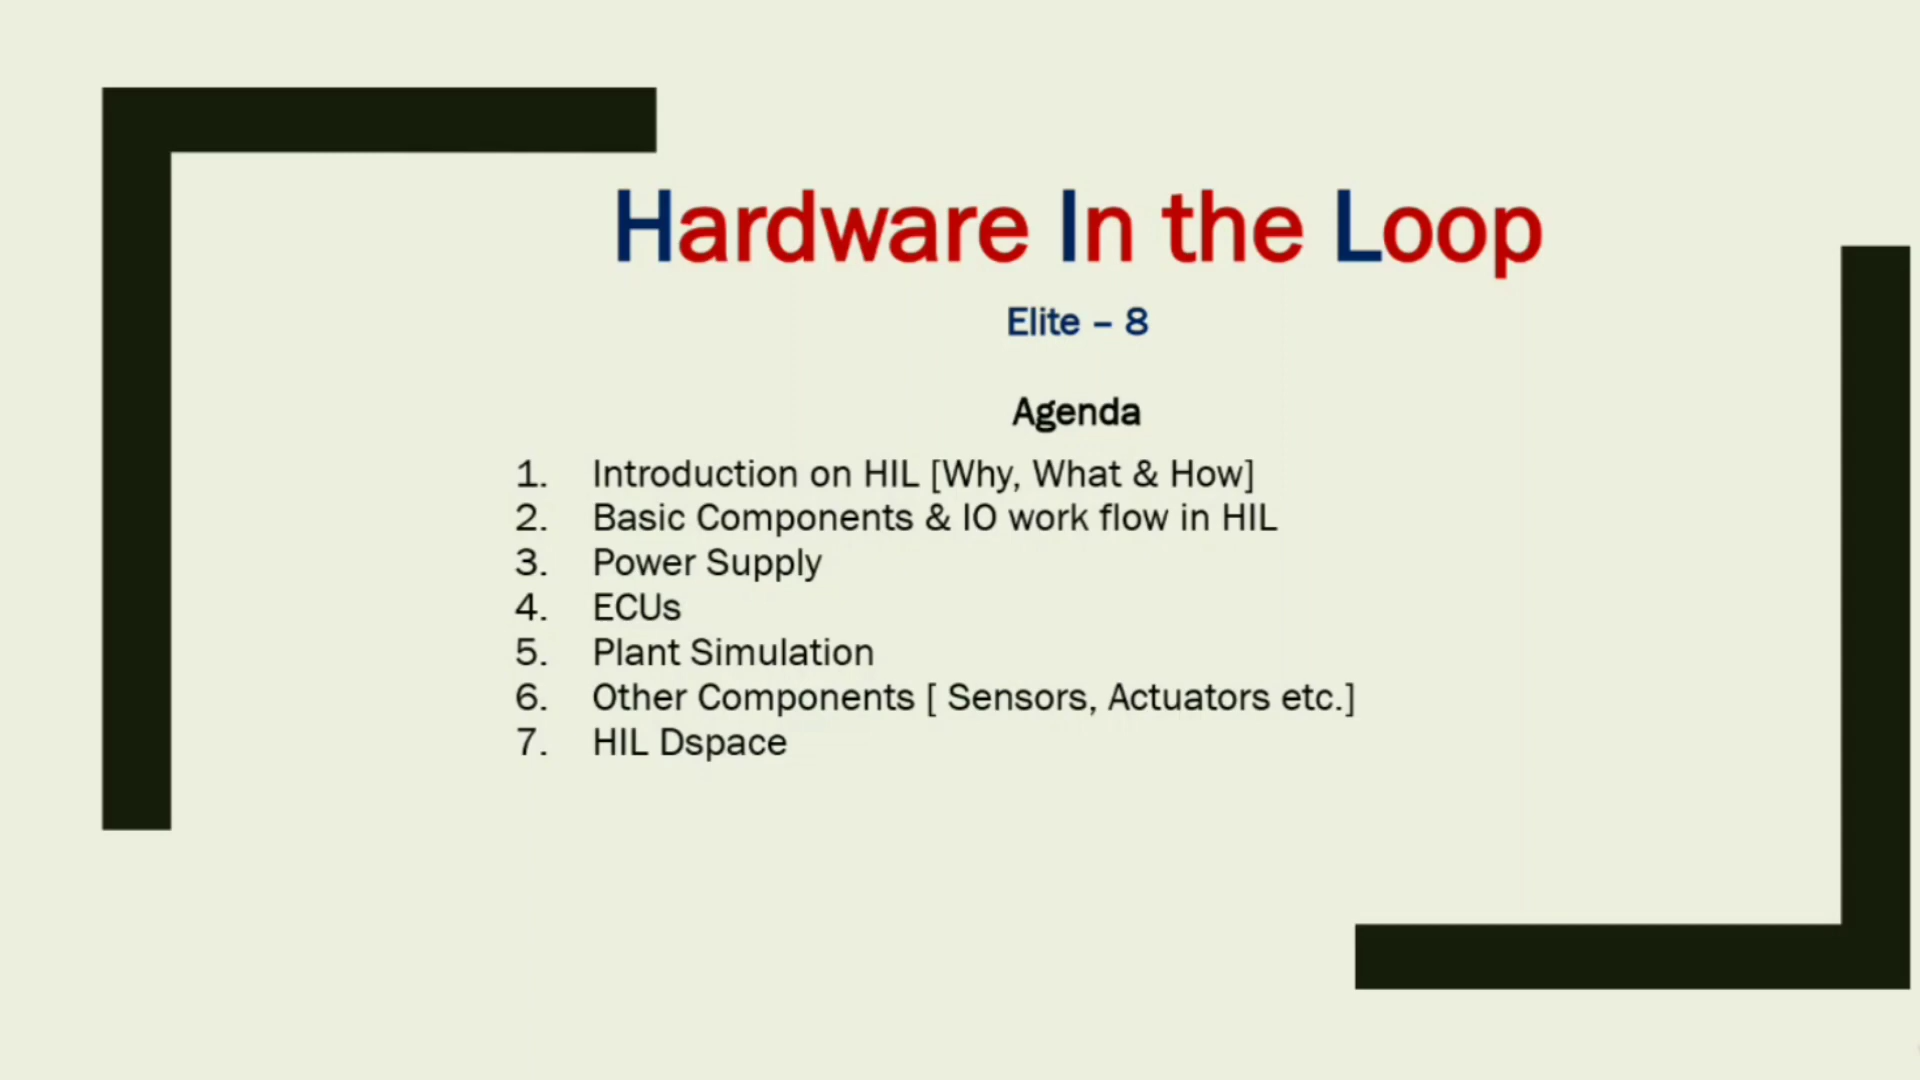 Hardware In the Loop
Elite – 8
Agenda
1. Introduction on HIL [Why, What & How]
2. Basic Components & IO work flow in HIL
3. Power Supply
4. ECUs
5. Plant Simulation
6. Other Components [ Sensors, Actuators etc.]
7. HIL Dspace